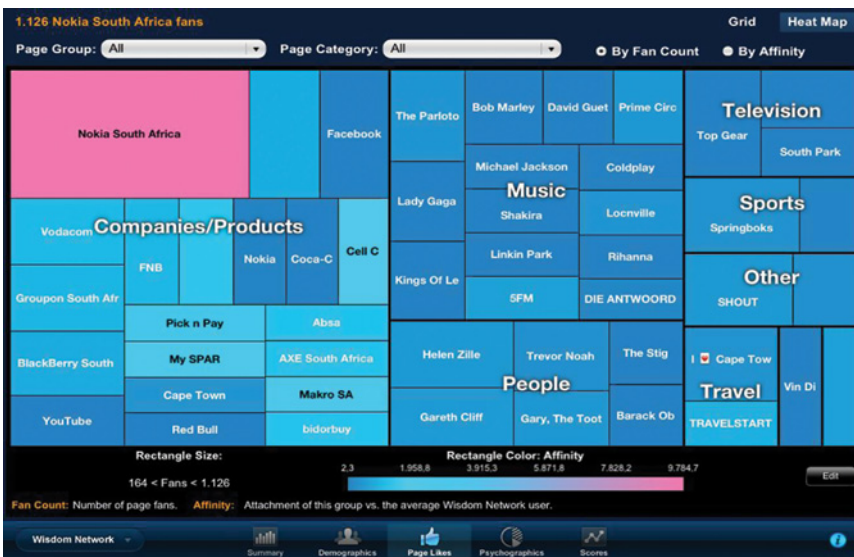 1.126 Nokia South Africa fans
Grid
Heat Map
Page Group: All
Page Category: All
By Fan Count
By Affinity
Nokia South Africa
Facebook
Companies/Products
Vodacom
Groupon South Afr
BlackBerry South
YouTube
FNB
Nokia
Coca-C
Cell C
Pick n Pay
Absa
My SPAR
AXE South Africa
Cape Town
Makro SA
Red Bull
bidorbuy
The Parloto
Bob Marley
David Guet
Prime Circ
Michael Jackson
Coldplay
Music
Lady Gaga
Shakira
Locnville
Linkin Park
Rihanna
Kings Of Le
5FM
DIE ANTWOORD
Helen Zille
Trevor Noah
The Stig
People
Gareth Cliff
Gary, The Toot
Barack Ob
Television
Top Gear
South Park
Sports
Springboks
Other
SHOUT
I Cape Tow
Travel
TRAVELSTART
Vin Di
Rectangle Size:
164 < Fans < 1.126
Rectangle Color: Affinity
2,3 1.958,8 3.915,3 5.871,8 7.828,2 9.784,7
Edit
Fan Count: Number of page fans. Affinity: Attachment of this group vs. the average Wisdom Network user.
Wisdom Network
Summary
Demographics
Page Likes
Psychographics
Scores